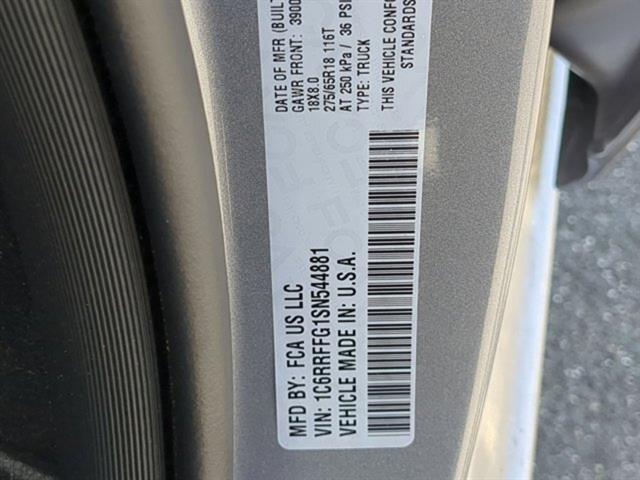 MFD BY: FCA US LLC
VIN: 1C6RRFFG1SN544881
VEHICLE MADE IN: U.S.A.
DATE OF MFR (BUILT
GAWR FRONT: 3900
18X8.0
275/65R18 116T
AT 250 kPa / 36 PSI
TYPE: TRUCK
THIS VEHICLE CONFO
STANDARDS